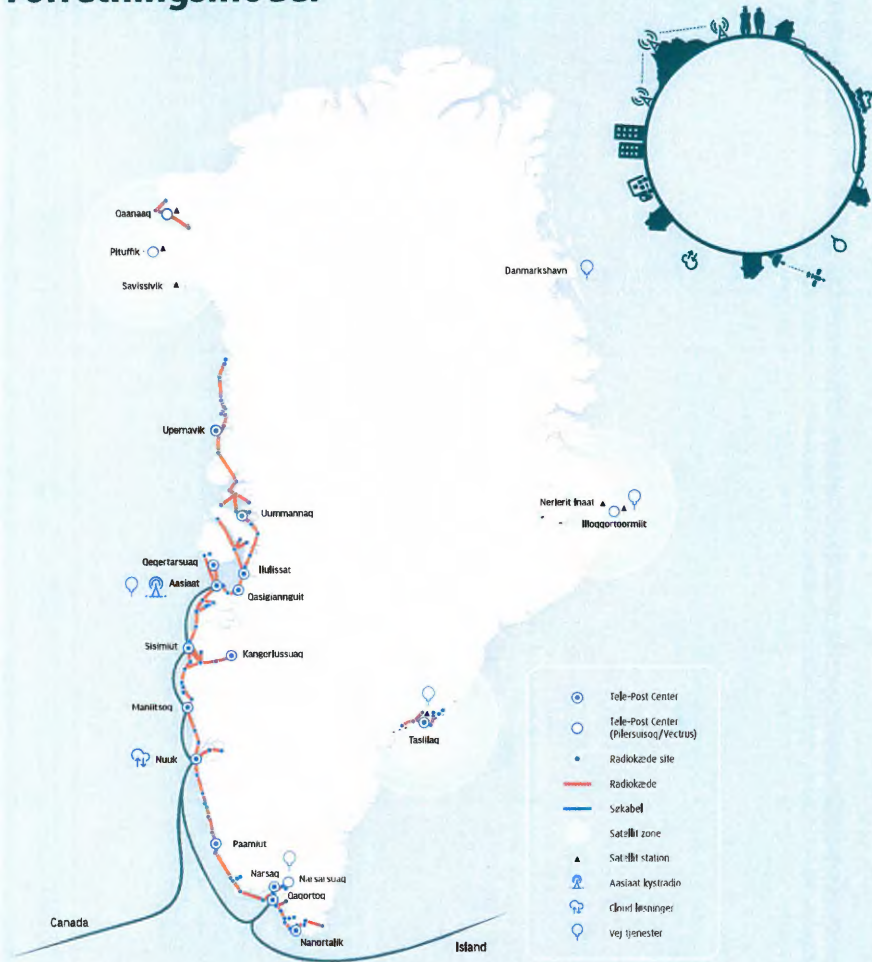 Forretningsmodel
Qaanaaq
Pituffik
Danmarkshavn
Savissivik
Upernavik
Nerlerit Inaat
Illoqqortoormiit
Uummannaq
Qeqertarsuaq
Ilulissat
Aasiaat
Qasigiannguit
Sisimiut
Kangerlussuaq
Maniitsoq
Tasiilaq
Nuuk
Paamiut
Narsaq
Narsarsuaq
Qaqortoq
Canada
Nanortalik
Island
Tele-Post Center
Tele-Post Center
(Pilersuisoq/Vectrus)
Radiokæde site
Radiokæde
Søkabel
Satellit zone
Satellit station
Aasiaat kystradio
Cloud løsninger
Vej tjenester